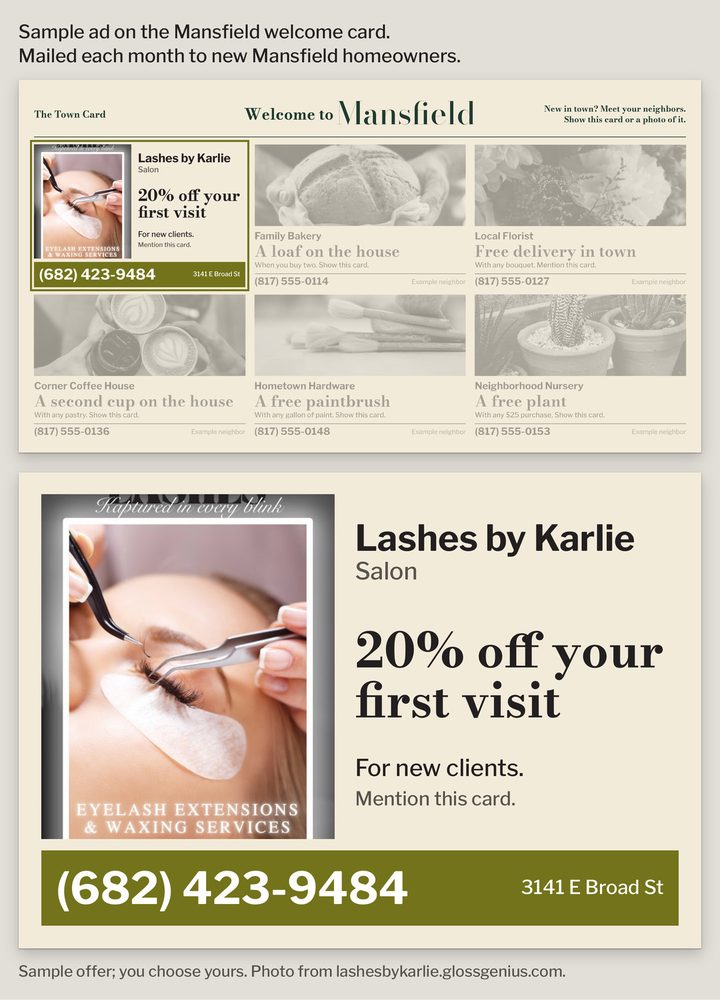 Sample ad on the Mansfield welcome card.
Mailed each month to new Mansfield homeowners.
The Town Card
Welcome to Mansfield
New in town? Meet your neighbors.
Show this card or a photo of it.
Kaptured in every blink
EYELASH EXTENSIONS
& WAXING SERVICES
Lashes by Karlie
Salon
20% off your
first visit
For new clients.
Mention this card.
(682) 423-9484
3141 E Broad St
Family Bakery
A loaf on the house
When you buy two. Show this card.
(817) 555-0114
Example neighbor
Local Florist
Free delivery in town
With any bouquet. Mention this card.
(817) 555-0127
Example neighbor
Corner Coffee House
A second cup on the house
With any pastry. Show this card.
(817) 555-0136
Example neighbor
Hometown Hardware
A free paintbrush
With any gallon of paint. Show this card.
(817) 555-0148
Example neighbor
Neighborhood Nursery
A free plant
With any $25 purchase. Show this card.
(817) 555-0153
Example neighbor
Kaptured in every blink
EYELASH EXTENSIONS
& WAXING SERVICES
Lashes by Karlie
Salon
20% off your
first visit
For new clients.
Mention this card.
(682) 423-9484
3141 E Broad St
Sample offer; you choose yours. Photo from lashesbykarlie.glossgenius.com.